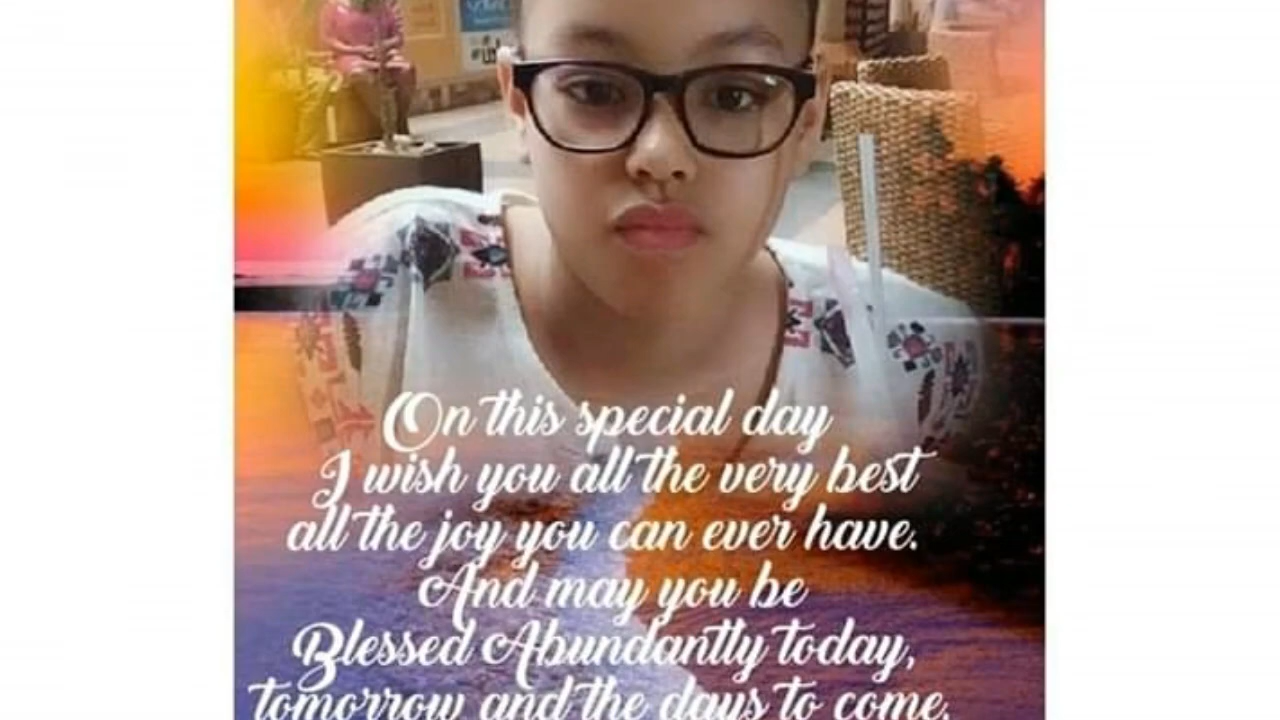 On this special day
I wish you all the very best
all the joy you can ever have.
And may you be
Blessed Abundantly today,
tomorrow and the days to come.